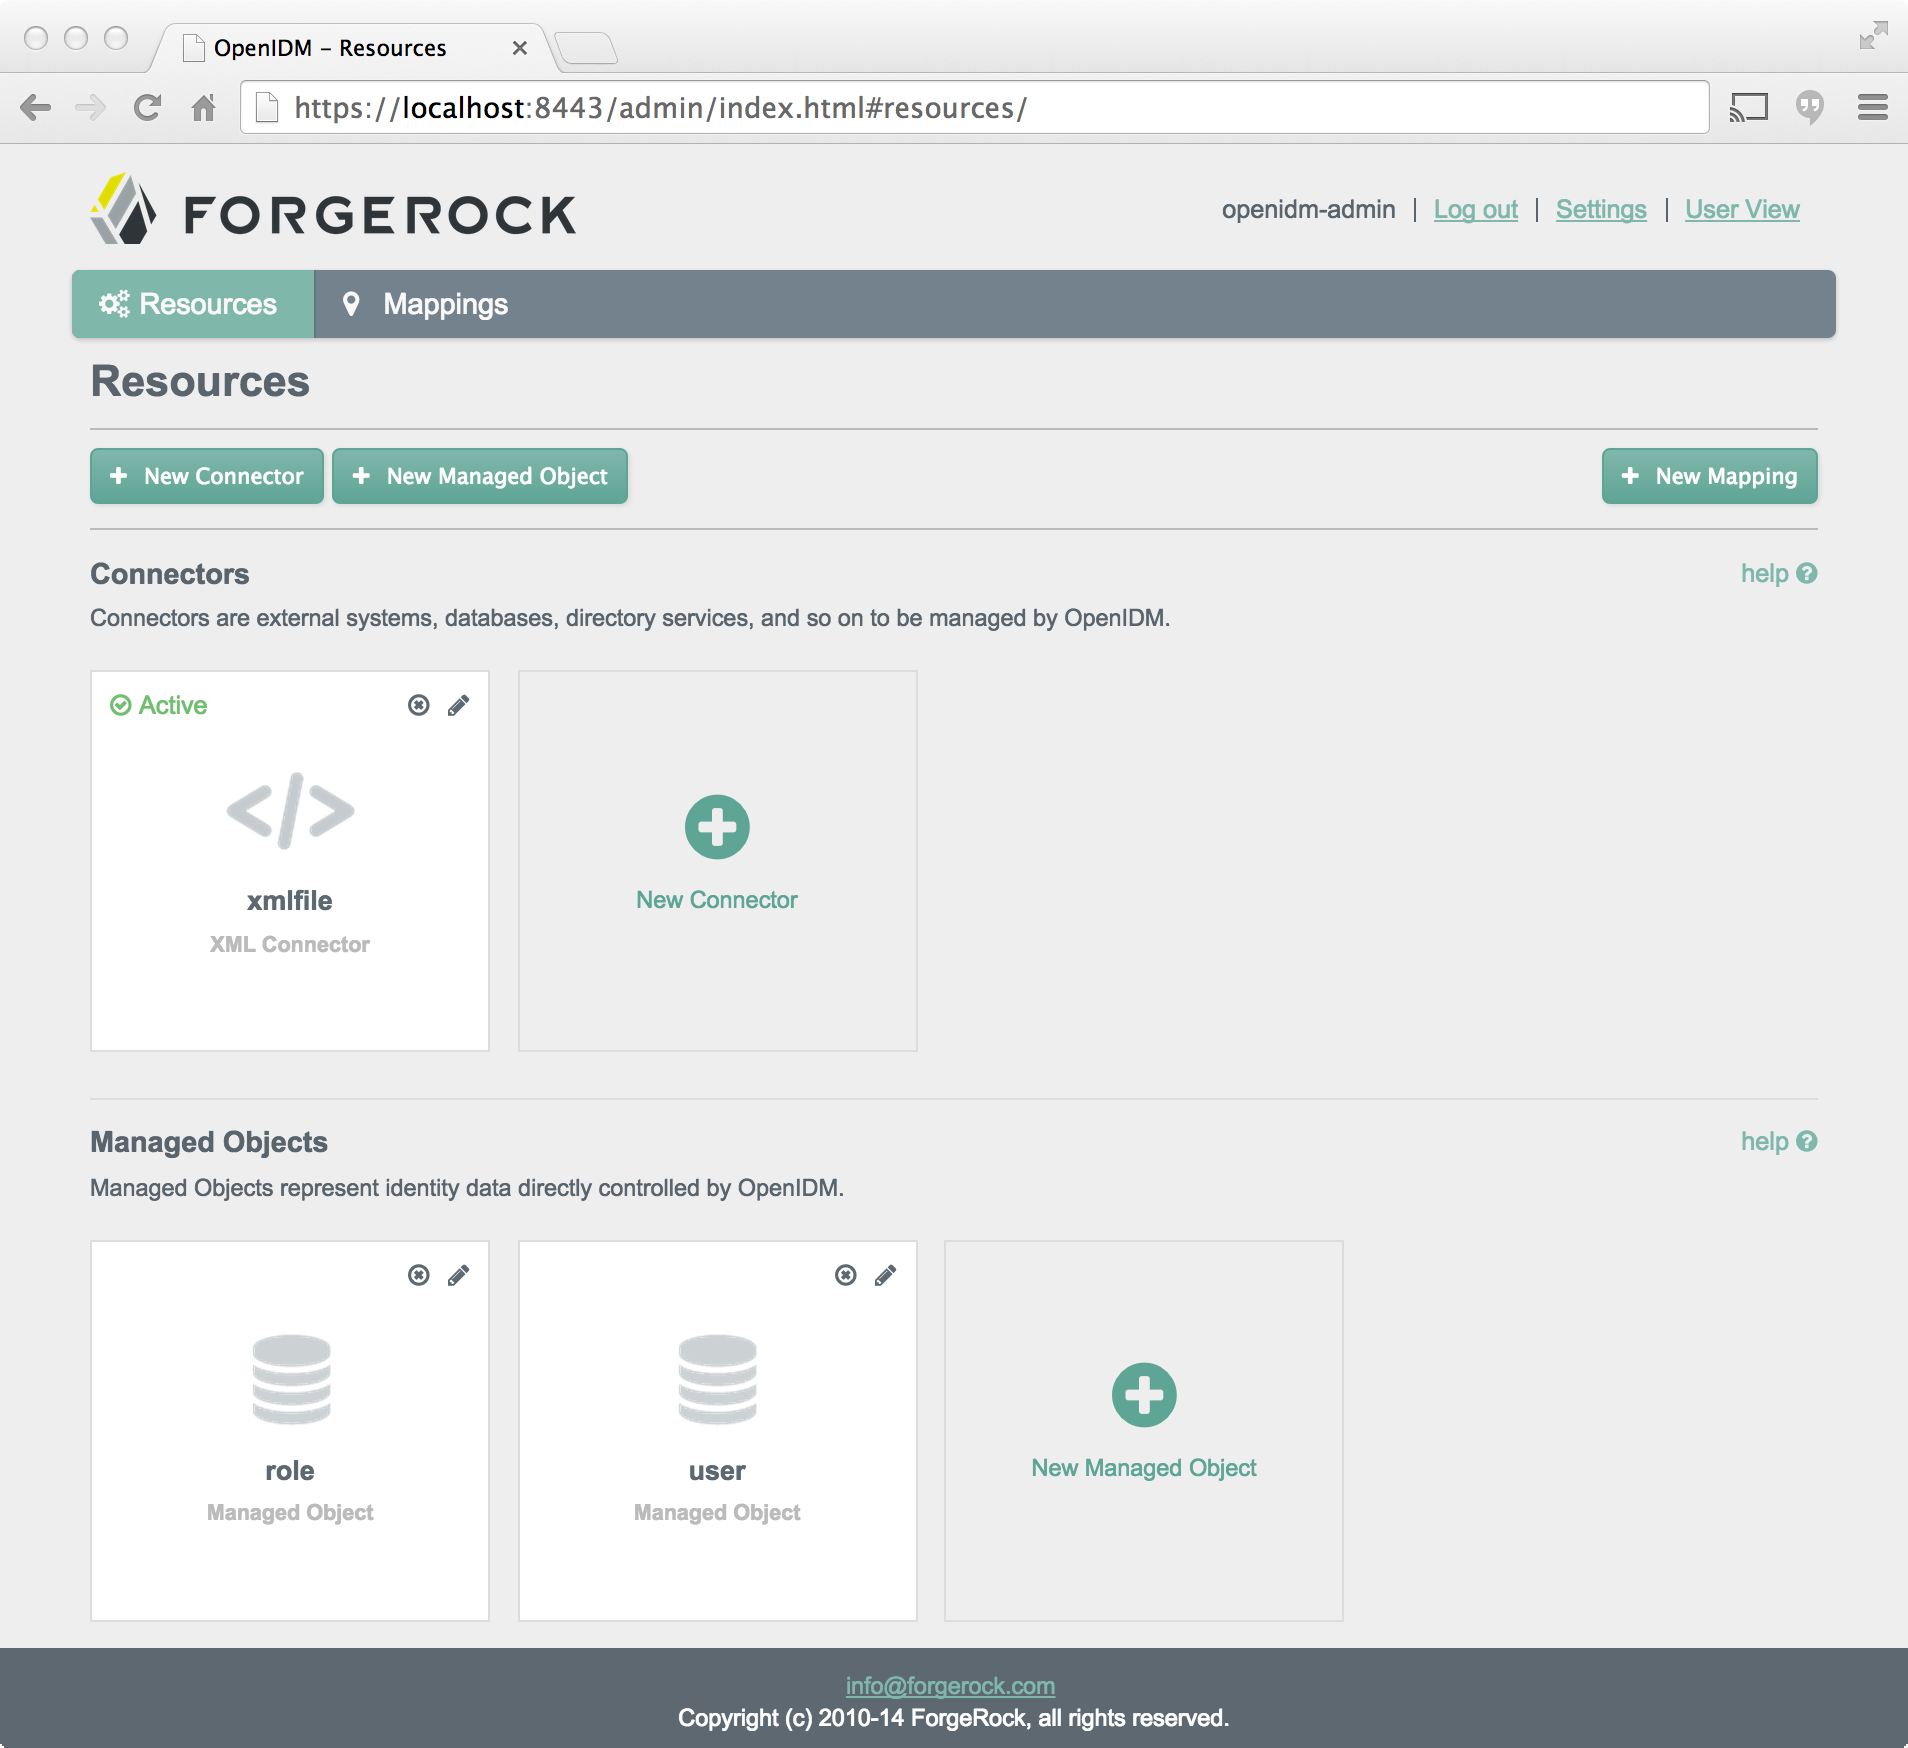 OpenIDM – Resources
https://localhost:8443/admin/index.html#resources/
FORGEROCK
openidm-admin | Log out | Settings | User View
Resources
Mappings
Resources
New Connector
New Managed Object
New Mapping
Connectors
help
Connectors are external systems, databases, directory services, and so on to be managed by OpenIDM.
Active
xmlfile
XML Connector
New Connector
Managed Objects
help
Managed Objects represent identity data directly controlled by OpenIDM.
role
Managed Object
user
Managed Object
New Managed Object
info@forgerock.com
Copyright (c) 2010-14 ForgeRock, all rights reserved.